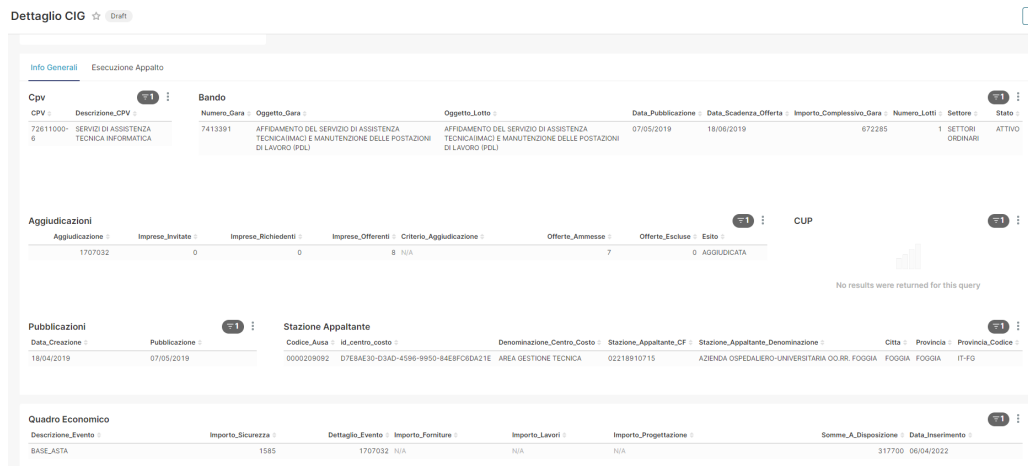 Dettaglio CIG Draft
Info Generali Esecuzione Appalto
Cpv 1
CPV Descrizione_CPV
72611000-6 SERVIZI DI ASSISTENZA TECNICA INFORMATICA
Bando 1
Numero_Gara Oggetto_Gara Oggetto_Lotto Data_Pubblicazione Data_Scadenza_Offerta Importo_Complessivo_Gara Numero_Lotti Settore Stato
7413391 AFFIDAMENTO DEL SERVIZIO DI ASSISTENZA AFFIDAMENTO DEL SERVIZIO DI ASSISTENZA 07/05/2019 18/06/2019 672285 1 SETTORI ATTIVO
TECNICA(IMAC) E MANUTENZIONE DELLE POSTAZIONI TECNICA(IMAC) E MANUTENZIONE DELLE POSTAZIONI ORDINARI
DI LAVORO (PDL) DI LAVORO (PDL)
Aggiudicazioni 1
Aggiudicazione Imprese_Invitate Imprese_Richiedenti Imprese_Offerenti Criterio_Aggiudicazione Offerte_Ammesse Offerte_Escluse Esito
1707032 0 0 8 N/A 7 0 AGGIUDICATA
CUP 1
No results were returned for this query
Pubblicazioni 1
Data_Creazione Pubblicazione
18/04/2019 07/05/2019
Stazione Appaltante 1
Codice_Ausa id_centro_costo Denominazione_Centro_Costo Stazione_Appaltante_CF Stazione_Appaltante_Denominazione Citta Provincia Provincia_Codice
0000209092 D7E8AE30-D3AD-4596-9950-84E8FC6DA21E AREA GESTIONE TECNICA 02218910715 AZIENDA OSPEDALIERO-UNIVERSITARIA OO.RR. FOGGIA FOGGIA FOGGIA IT-FG
Quadro Economico 1
Descrizione_Evento Importo_Sicurezza Dettaglio_Evento Importo_Forniture Importo_Lavori Importo_Progettazione Somme_A_Disposizione Data_Inserimento
BASE_ASTA 1585 1707032 N/A N/A N/A 317700 06/04/2022